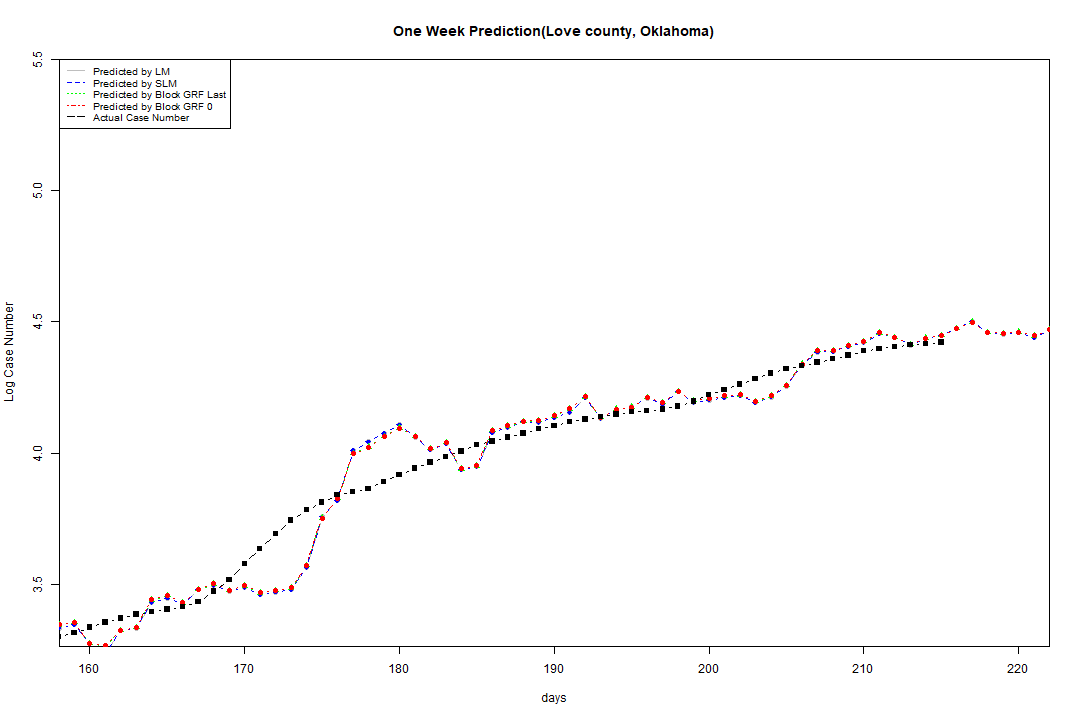 One Week Prediction(Love county, Oklahoma)
5.5
Predicted by LM
Predicted by SLM
Predicted by Block GRF Last
Predicted by Block GRF 0
Actual Case Number
5.0
4.5
Log Case Number
4.0
3.5
160 170 180 190 200 210 220
days